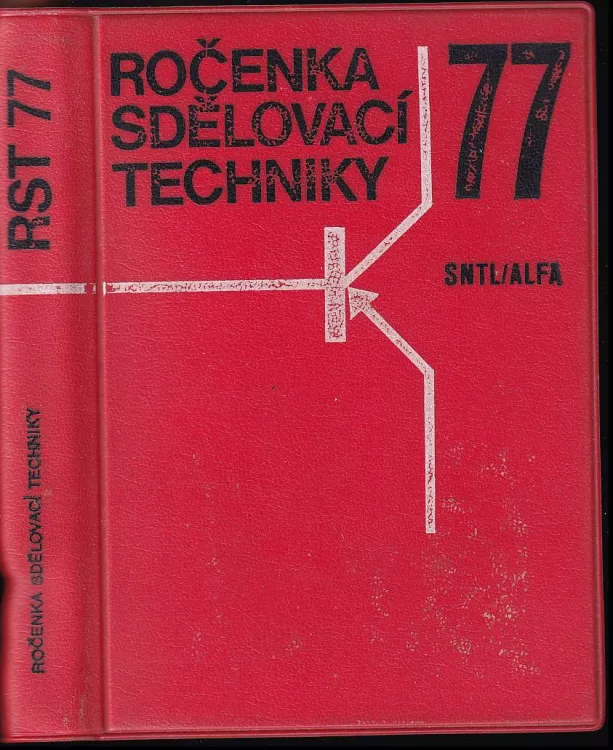 RST 77
ROČENKA SDĚLOVACÍ TECHNIKY
ROČENKA
SDĚLOVACÍ
TECHNIKY
77
SNTL/ALFA